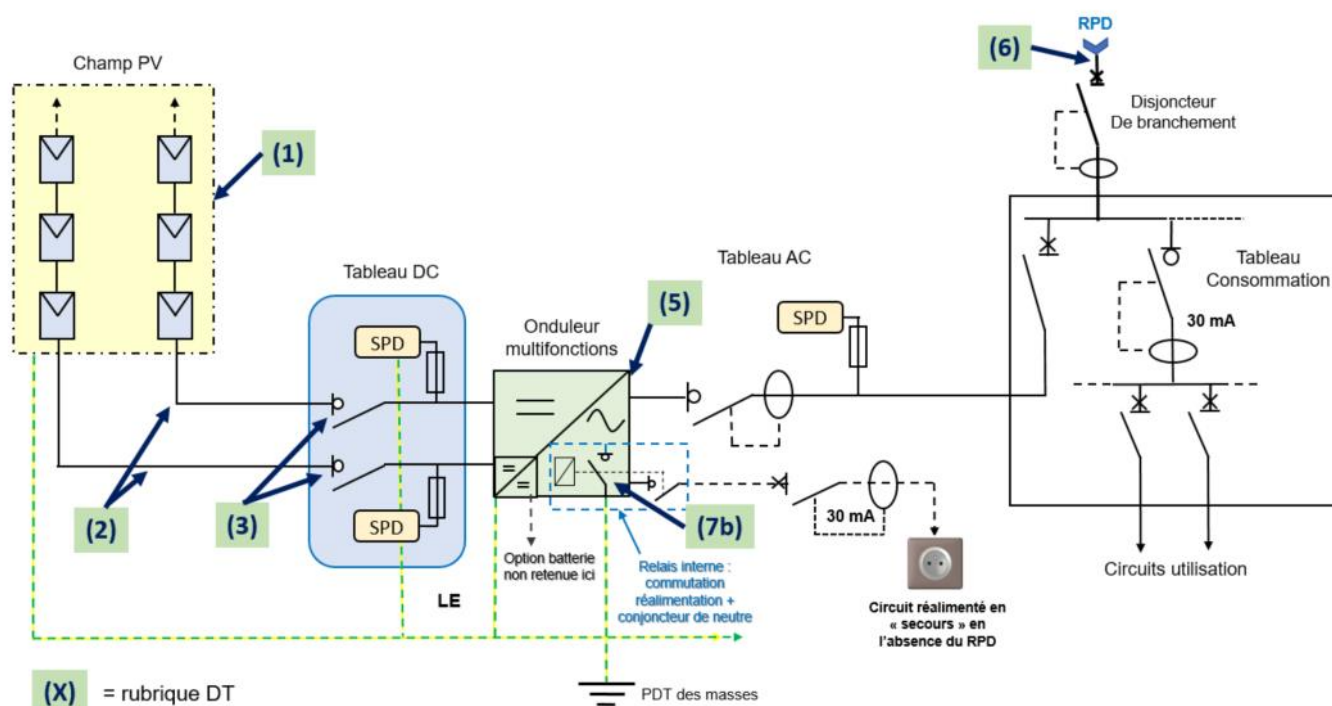 RPD
(6)
Champ PV
Disjoncteur
De branchement
(1)
Tableau DC
Tableau AC
Tableau
Consommation
(5)
SPD
Onduleur
multifonctions
SPD
30 mA
(2)
(3)
SPD
(7b)
30 mA
Option batterie
non retenue ici
Relais interne :
commutation
réalimentation +
conjoncteur de neutre
Circuits utilisation
LE
Circuit réalimenté en
« secours » en
l'absence du RPD
(X) = rubrique DT
PDT des masses